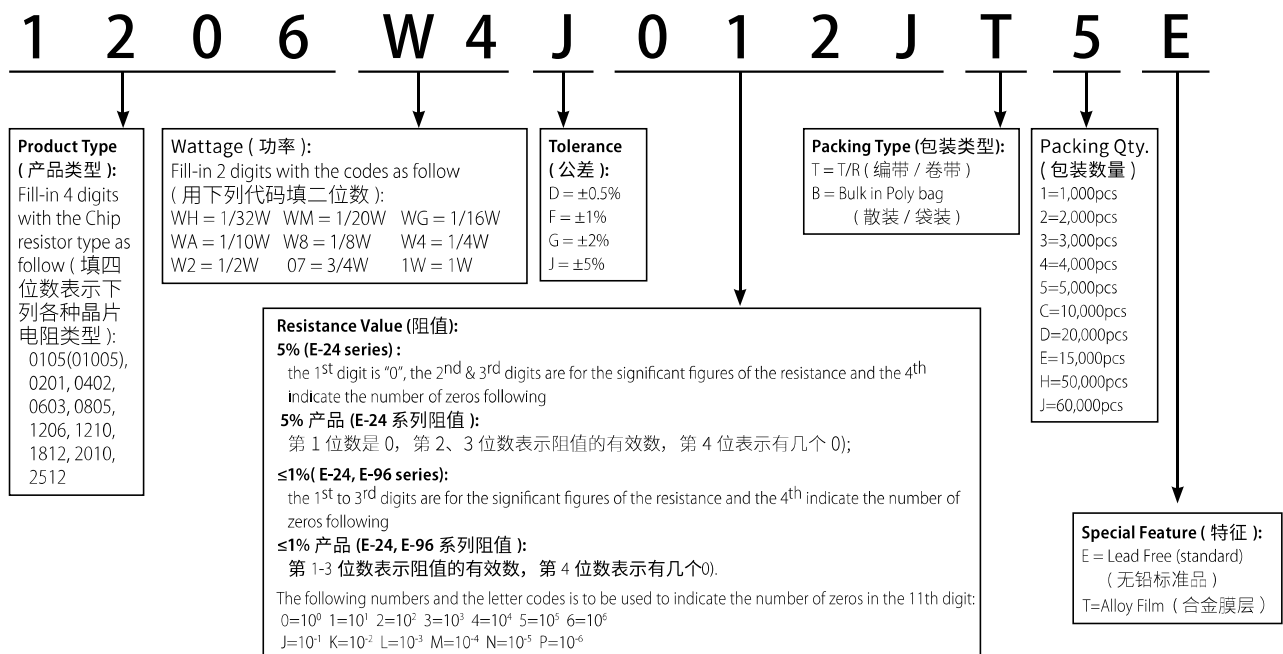 1 2 0 6 W 4 J 0 1 2 J T 5 E
Product Type
( 产品类型 ):
Fill-in 4 digits
with the Chip
resistor type as
follow ( 填四
位数表示下
列各种晶片
电阻类型 ):
0105(01005),
0201, 0402,
0603, 0805,
1206, 1210,
1812, 2010,
2512
Wattage ( 功率 ):
Fill-in 2 digits with the codes as follow
( 用下列代码填二位数 ):
WH = 1/32W WM = 1/20W WG = 1/16W
WA = 1/10W W8 = 1/8W W4 = 1/4W
W2 = 1/2W 07 = 3/4W 1W = 1W
Tolerance
( 公差 ):
D = ±0.5%
F = ±1%
G = ±2%
J = ±5%
Resistance Value (阻值):
5% (E-24 series) :
the 1st digit is “0”, the 2nd & 3rd digits are for the significant figures of the resistance and the 4th
indicate the number of zeros following
5% 产品 (E-24 系列阻值 ):
第 1 位数是 0，第 2、3 位数表示阻值的有效数，第 4 位表示有几个 0);
≤1%( E-24, E-96 series):
the 1st to 3rd digits are for the significant figures of the resistance and the 4th indicate the number of
zeros following
≤1% 产品 (E-24, E-96 系列阻值 ):
第 1-3 位数表示阻值的有效数，第 4 位数表示有几个0).
The following numbers and the letter codes is to be used to indicate the number of zeros in the 11th digit:
0=10⁰ 1=10¹ 2=10² 3=10³ 4=10⁴ 5=10⁵ 6=10⁶
J=10⁻¹ K=10⁻² L=10⁻³ M=10⁻⁴ N=10⁻⁵ P=10⁻⁶
Packing Type (包装类型):
T = T/R ( 编带 / 卷带 )
B = Bulk in Poly bag
( 散装 / 袋装 )
Packing Qty.
( 包装数量 )
1=1,000pcs
2=2,000pcs
3=3,000pcs
4=4,000pcs
5=5,000pcs
C=10,000pcs
D=20,000pcs
E=15,000pcs
H=50,000pcs
J=60,000pcs
Special Feature ( 特征 ):
E = Lead Free (standard)
( 无铅标准品 )
T=Alloy Film ( 合金膜层 )